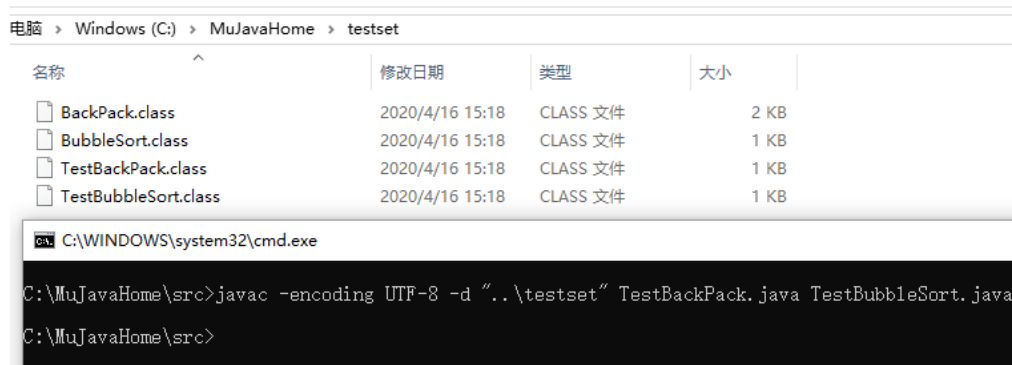 电脑 > Windows (C:) > MuJavaHome > testset
名称 修改日期 类型 大小
BackPack.class 2020/4/16 15:18 CLASS 文件 2 KB
BubbleSort.class 2020/4/16 15:18 CLASS 文件 1 KB
TestBackPack.class 2020/4/16 15:18 CLASS 文件 1 KB
TestBubbleSort.class 2020/4/16 15:18 CLASS 文件 1 KB
C:\WINDOWS\system32\cmd.exe
C:\MuJavaHome\src>javac -encoding UTF-8 -d "..\testset" TestBackPack.java TestBubbleSort.java
C:\MuJavaHome\src>